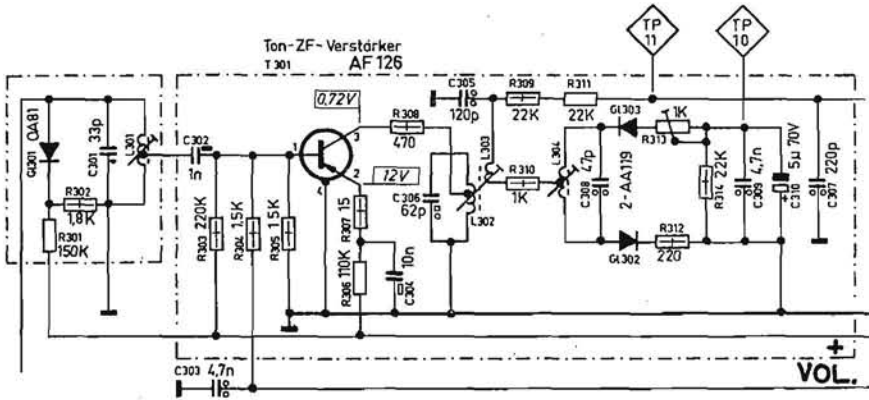 TP
11
TP
10
Ton-ZF-Verstärker
T301
AF 126
C305
120p
R309
22K
R311
22K
GL303
1K
R313
5µ 70V
0,72V
R308
470
OA81
33p
GL301
C301
L301
C302
1n
1
3
2
4
12V
L303
L304
R310
1K
47p
C308
2-AA119
R314
22K
4,7n
C309
C310
220p
C307
C306
62p
L302
R302
1,8K
R301
150K
R303
220K
R304
1,5K
R305
15K
R307
15
R306
110K
10n
C304
GL302
R312
220
+
C303
4,7n
VOL.